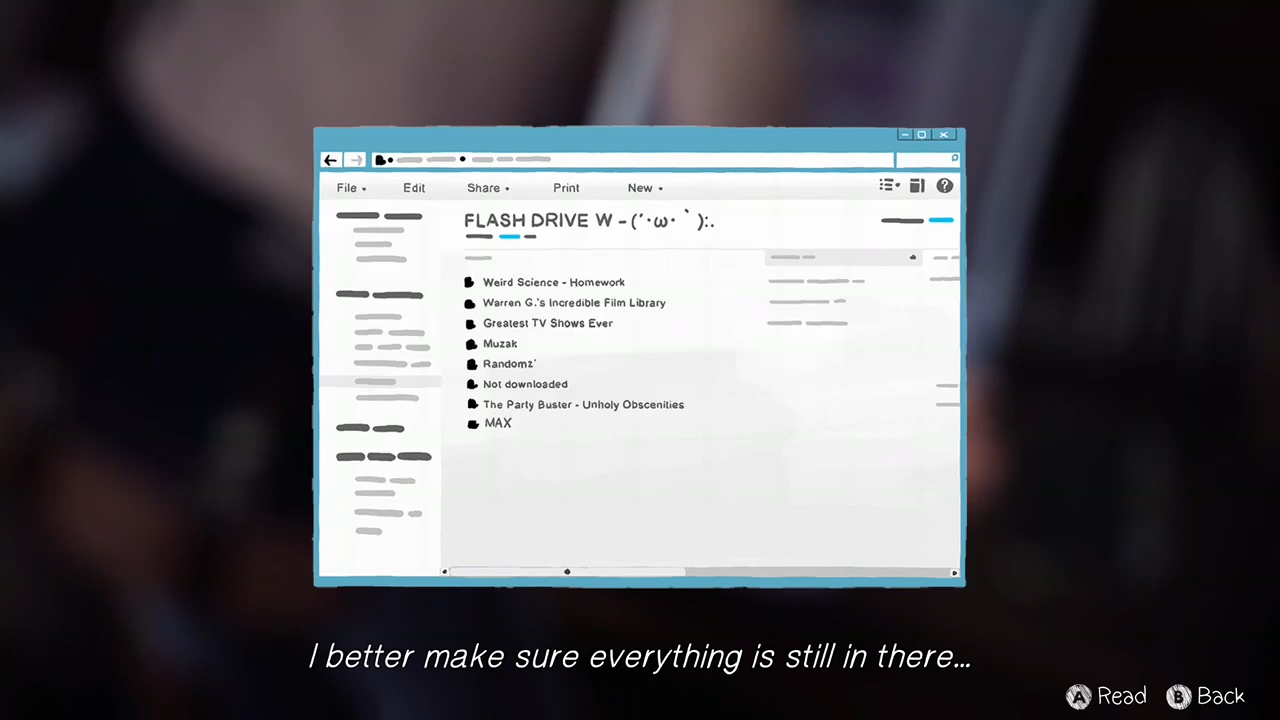 File Edit Share Print New
FLASH DRIVE W - (´・ω・`):.
Weird Science - Homework
Warren G.'s Incredible Film Library
Greatest TV Shows Ever
Muzak
Randomz'
Not downloaded
The Party Buster - Unholy Obscenities
MAX
I better make sure everything is still in there...
A Read B Back